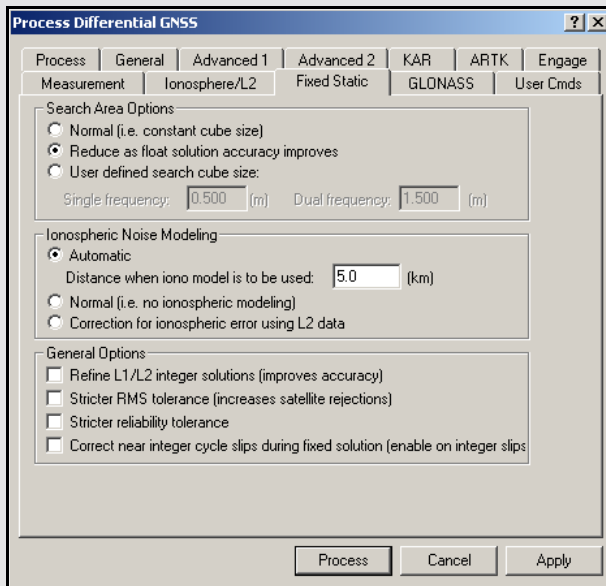 Process Differential GNSS
Process General Advanced 1 Advanced 2 KAR ARTK Engage
Measurement Ionosphere/L2 Fixed Static GLONASS User Cmds
Search Area Options
Normal (i.e. constant cube size)
Reduce as float solution accuracy improves
User defined search cube size:
Single frequency: 0.500 (m) Dual frequency: 1.500 (m)
Ionospheric Noise Modeling
Automatic
Distance when iono model is to be used: 5.0 (km)
Normal (i.e. no ionospheric modeling)
Correction for ionospheric error using L2 data
General Options
Refine L1/L2 integer solutions (improves accuracy)
Stricter RMS tolerance (increases satellite rejections)
Stricter reliability tolerance
Correct near integer cycle slips during fixed solution (enable on integer slips
Process Cancel Apply